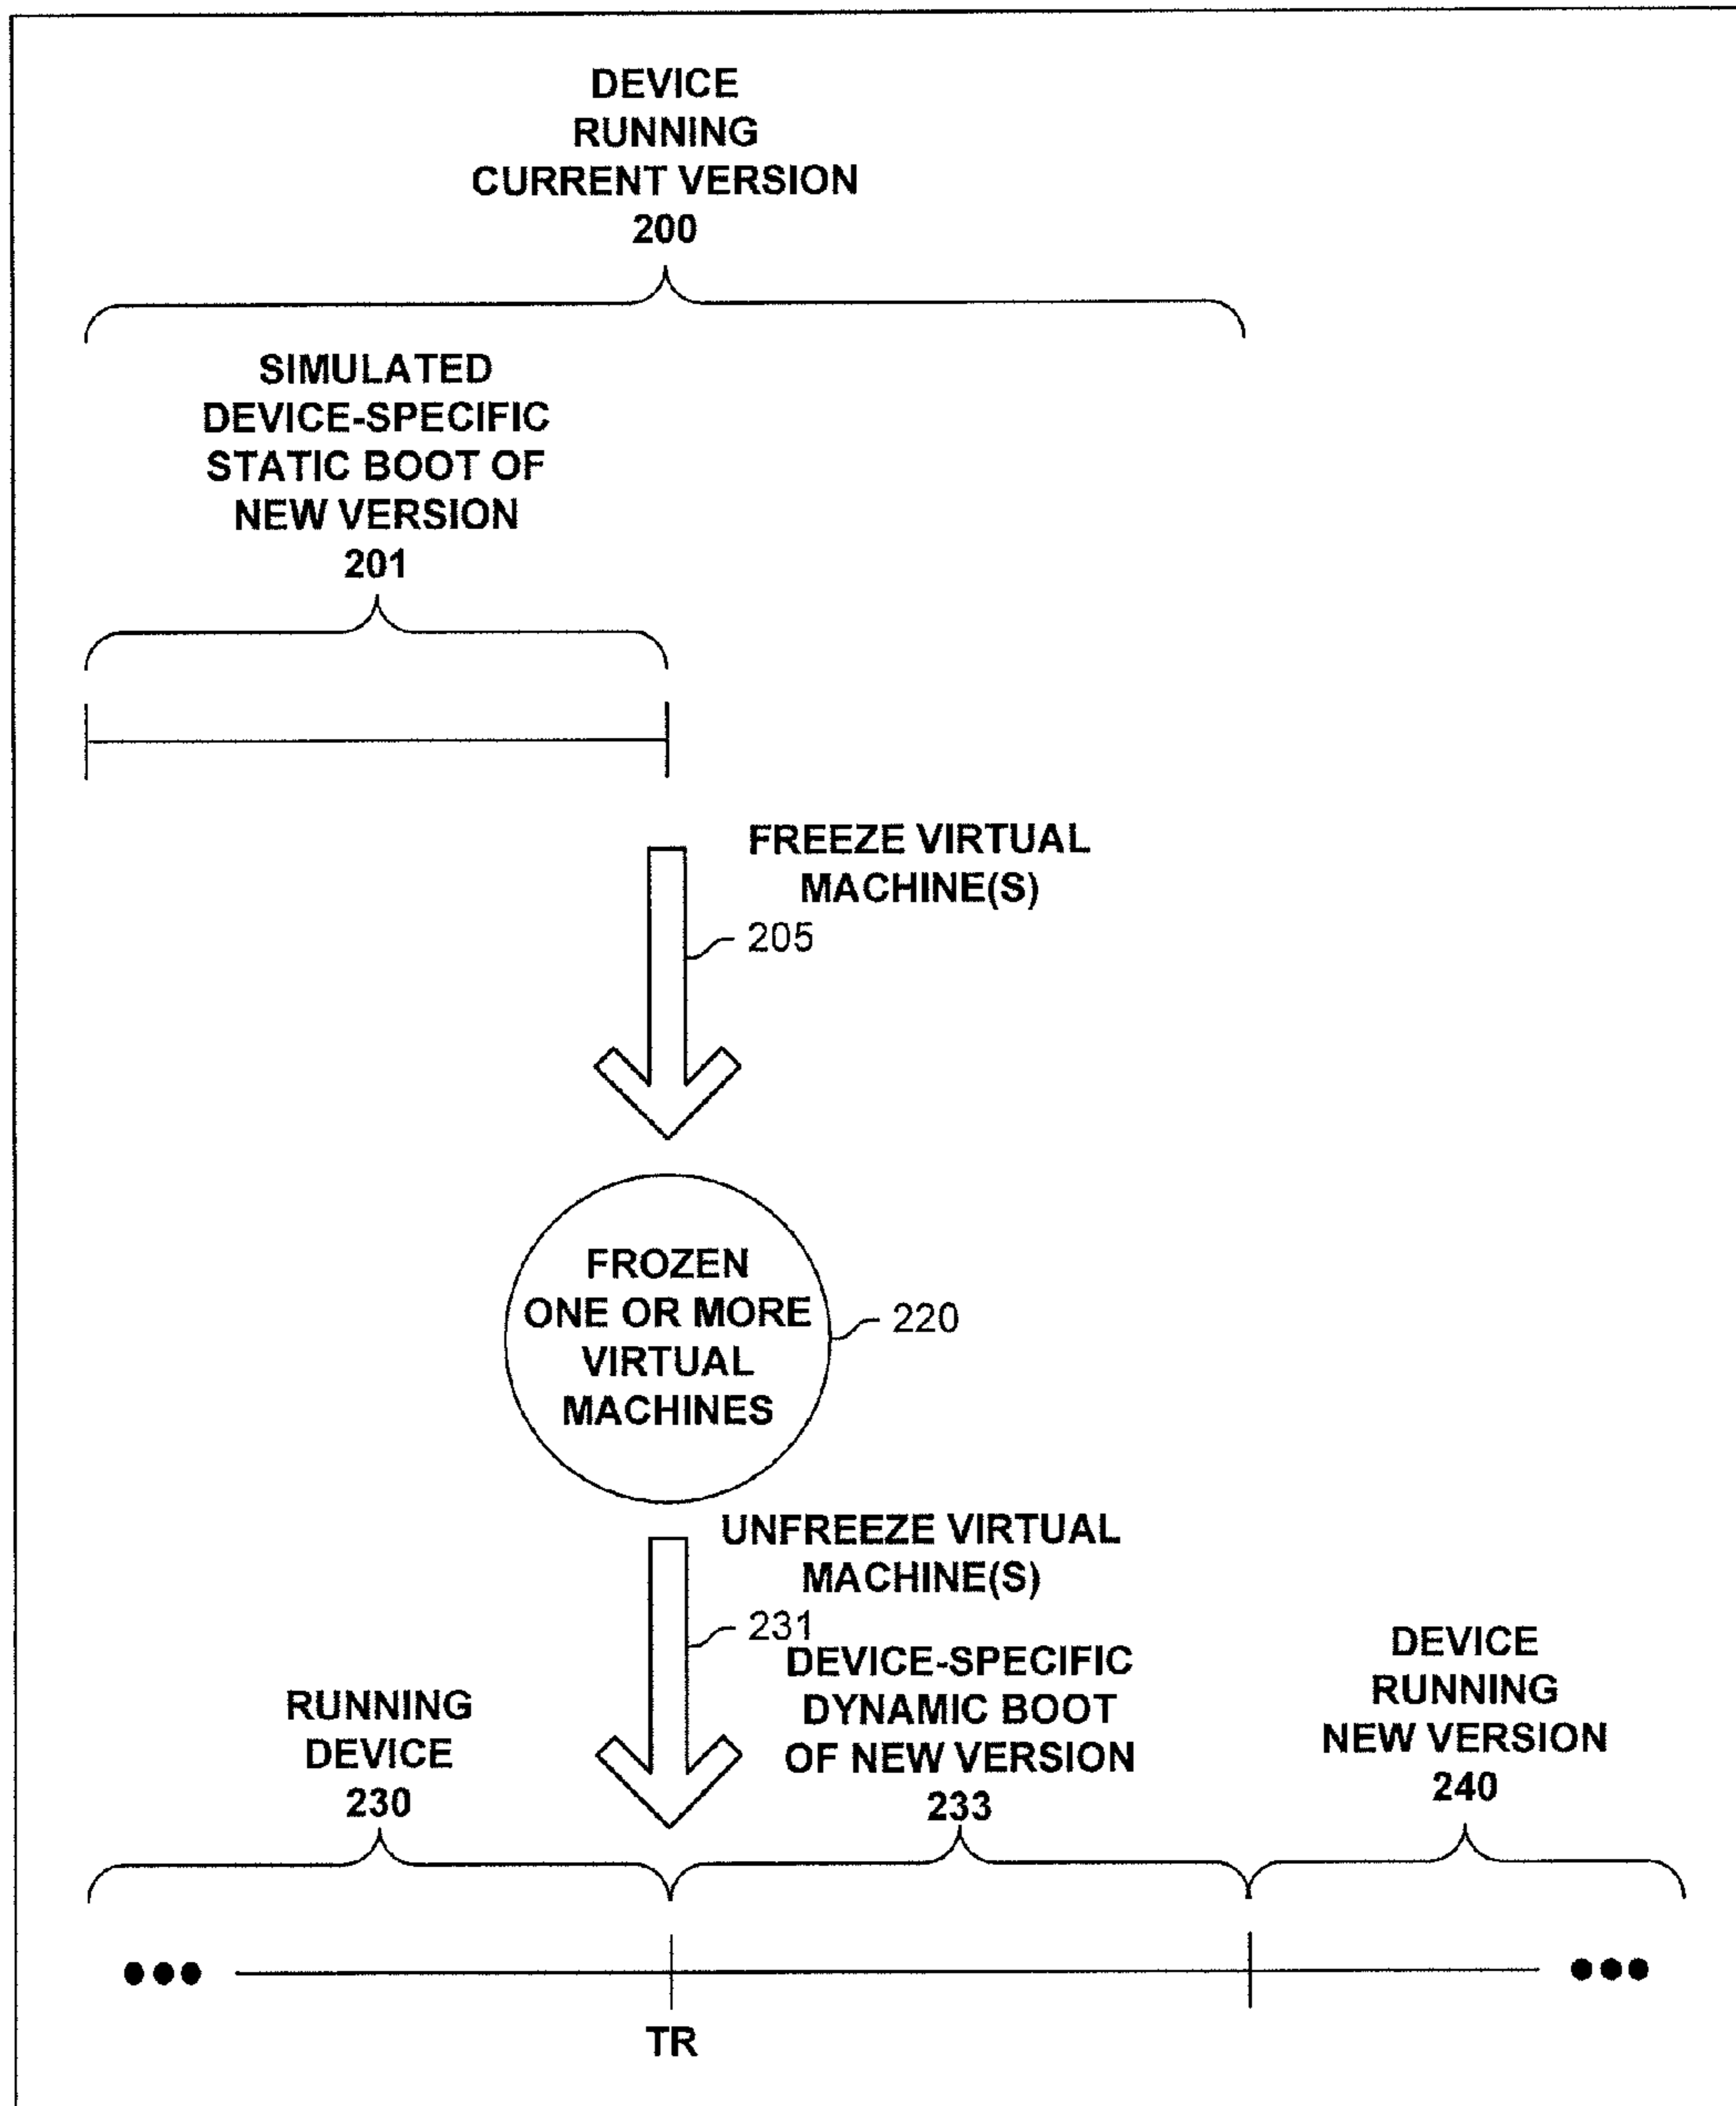 DEVICE
RUNNING
CURRENT VERSION
200
SIMULATED
DEVICE-SPECIFIC
STATIC BOOT OF
NEW VERSION
201
FREEZE VIRTUAL
MACHINE(S)
205
FROZEN
ONE OR MORE
VIRTUAL
MACHINES
220
UNFREEZE VIRTUAL
MACHINE(S)
231
RUNNING
DEVICE
230
DEVICE-SPECIFIC
DYNAMIC BOOT
OF NEW VERSION
233
DEVICE
RUNNING
NEW VERSION
240
TR